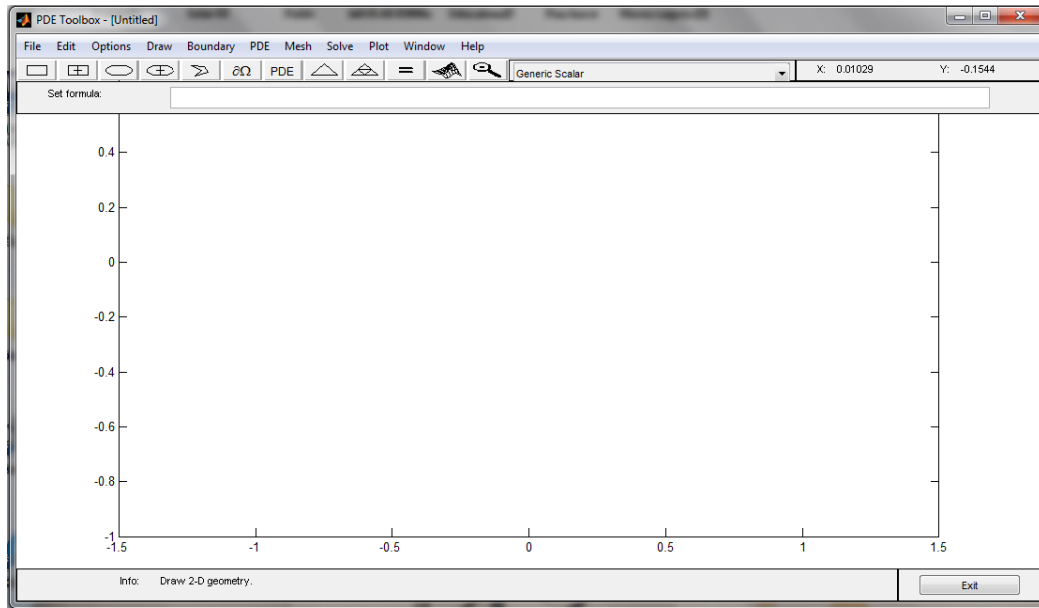 PDE Toolbox - [Untitled]
File Edit Options Draw Boundary PDE Mesh Solve Plot Window Help
∂Ω PDE = Generic Scalar X: 0.01029 Y: -0.1544
Set formula:
0.4
0.2
0
-0.2
-0.4
-0.6
-0.8
-1
-1.5 -1 -0.5 0 0.5 1 1.5
Info: Draw 2-D geometry. Exit